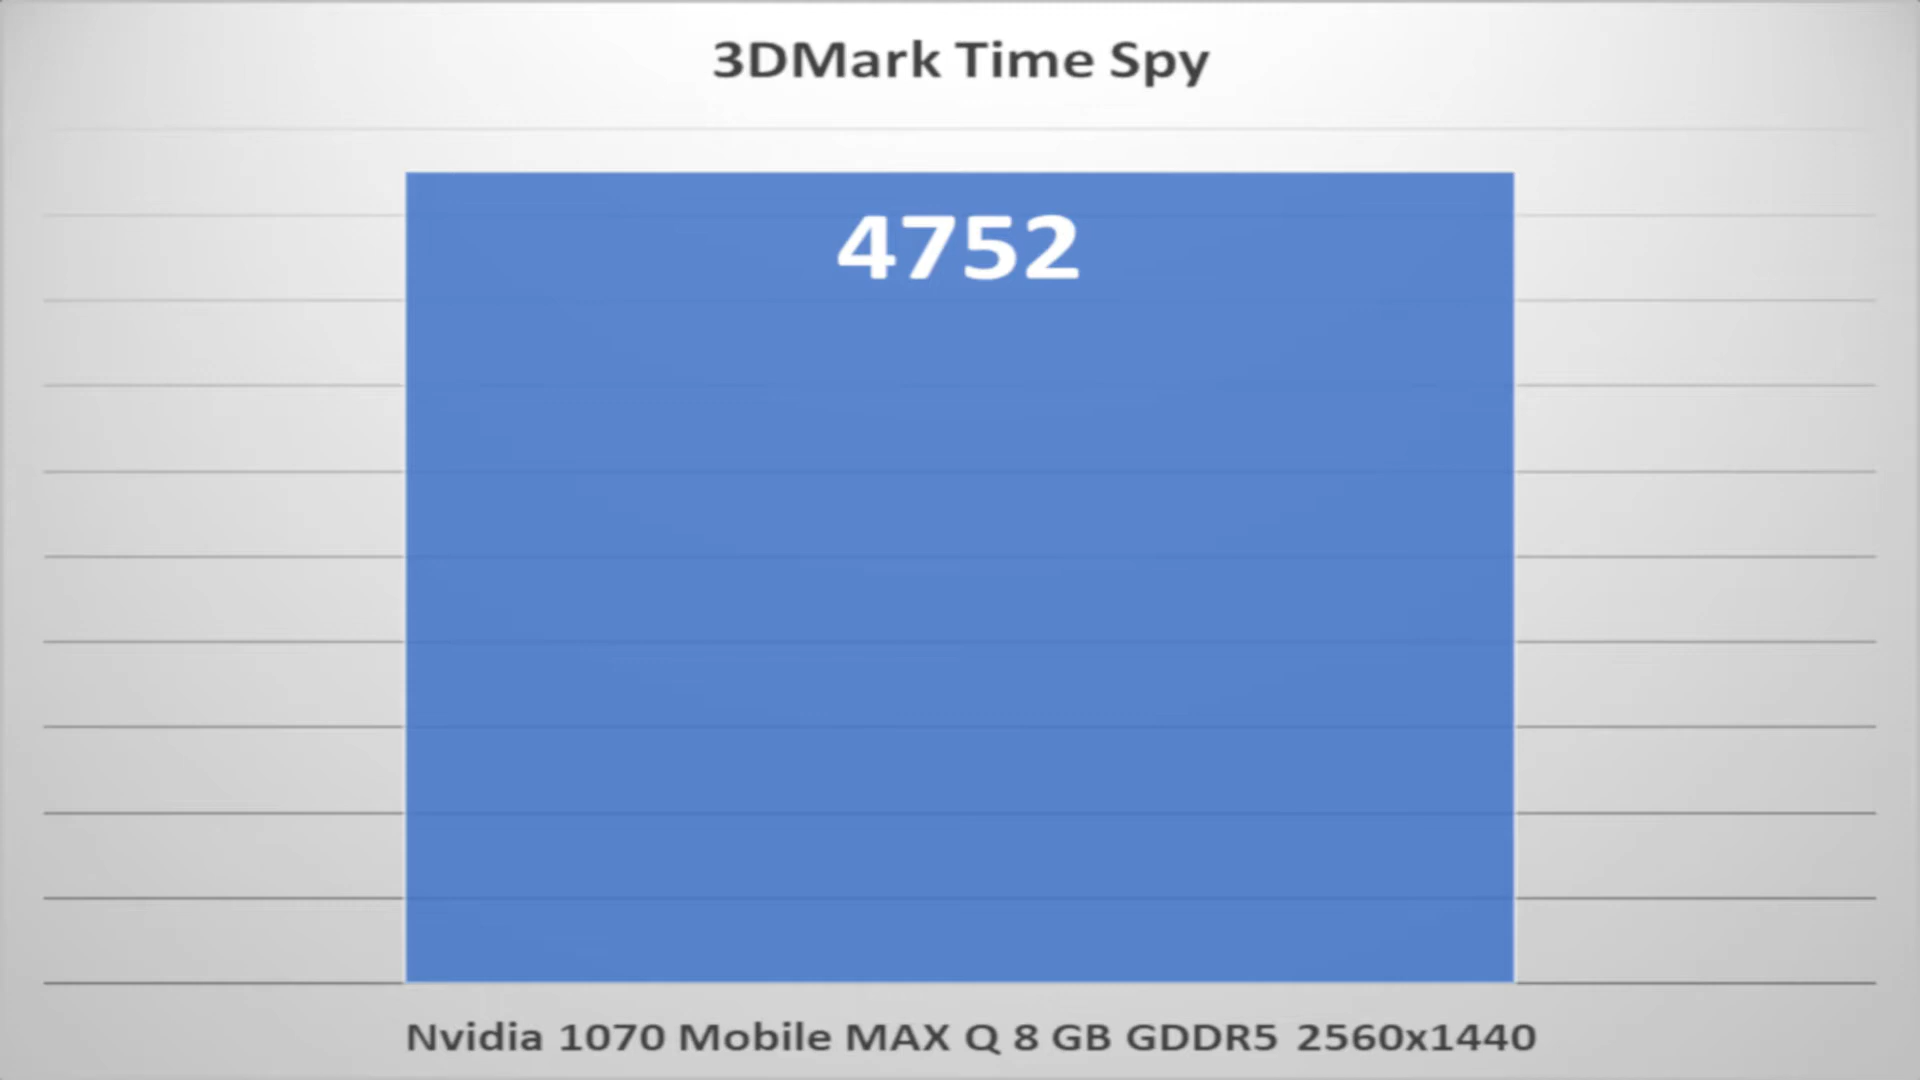 3DMark Time Spy
4752
Nvidia 1070 Mobile MAX Q 8 GB GDDR5 2560x1440